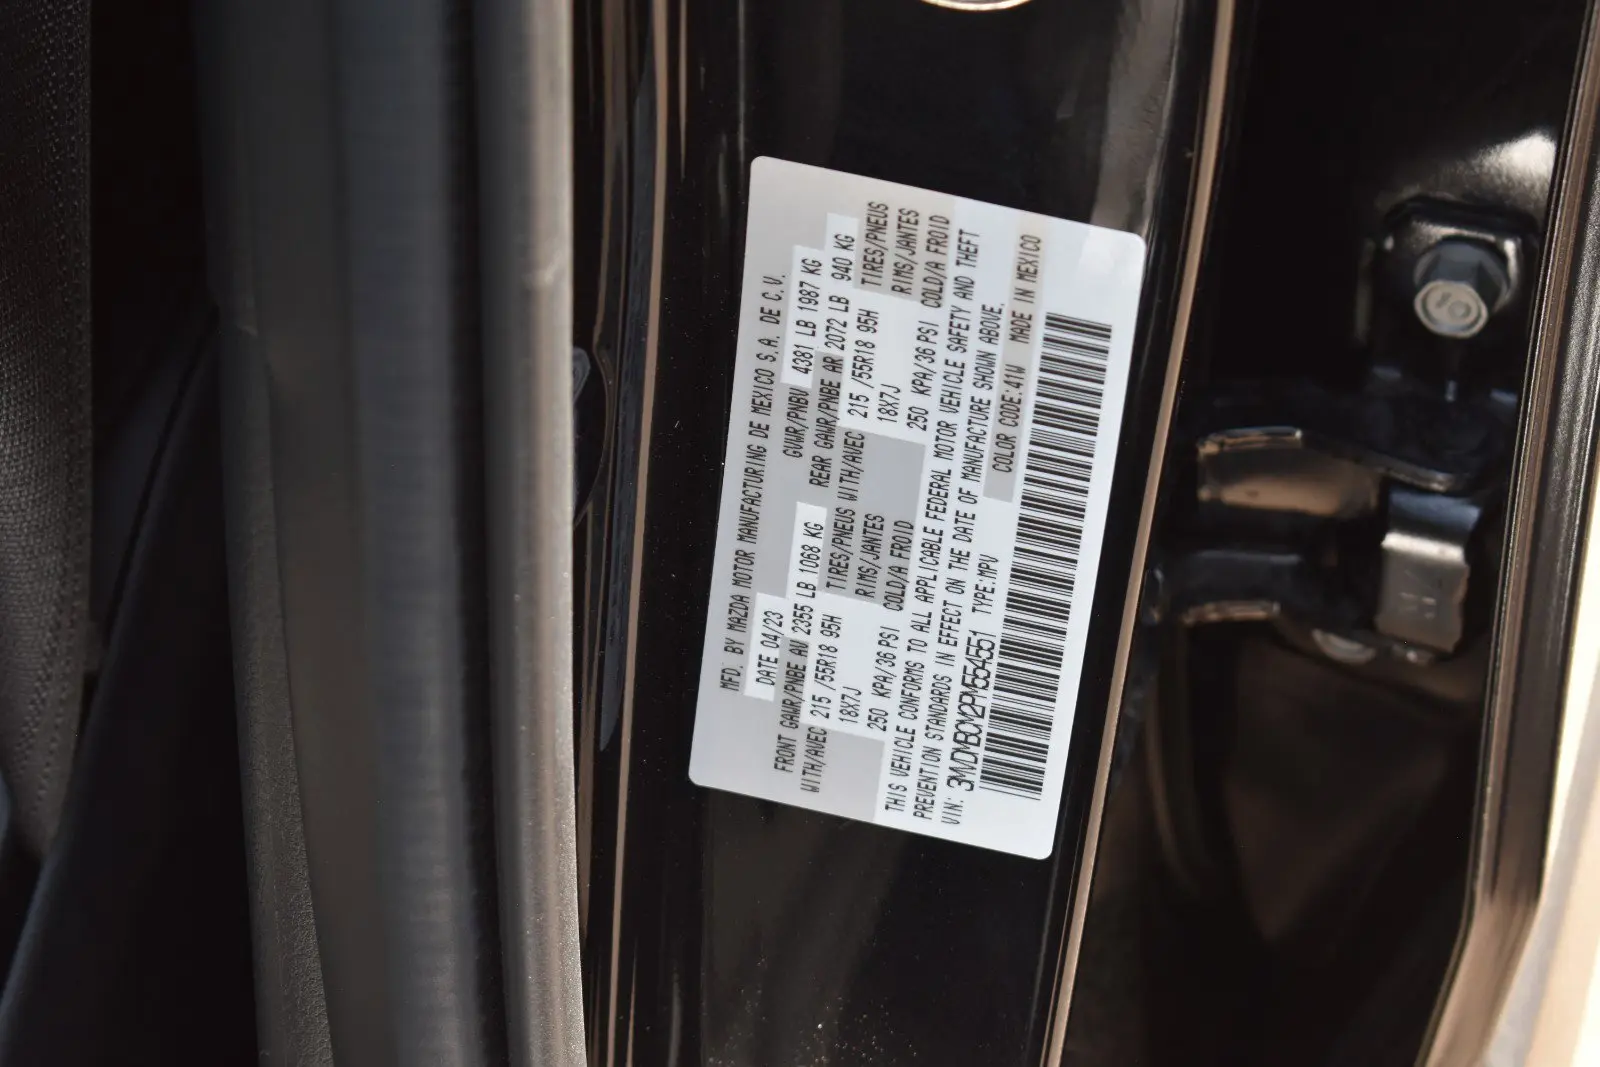 MFD. BY MAZDA MOTOR MANUFACTURING DE MEXICO S.A. DE C.V.
DATE 04/23 GVWR/PNBV 4381 LB 1987 KG
FRONT GAWR/PNBE AV 2355 LB 1068 KG REAR GAWR/PNBE AR 2072 LB 940 KG
WITH/AVEC 215 /55R18 95H TIRES/PNEUS WITH/AVEC 215 /55R18 95H TIRES/PNEUS
18X7J RIMS/JANTES 18X7J RIMS/JANTES
250 KPA/36 PSI COLD/A FROID 250 KPA/36 PSI COLD/A FROID
THIS VEHICLE CONFORMS TO ALL APPLICABLE FEDERAL MOTOR VEHICLE SAFETY AND THEFT
PREVENTION STANDARDS IN EFFECT ON THE DATE OF MANUFACTURE SHOWN ABOVE.
VIN: 3MVDMBCM2PM554551 TYPE:MPV COLOR CODE:41W MADE IN MEXICO